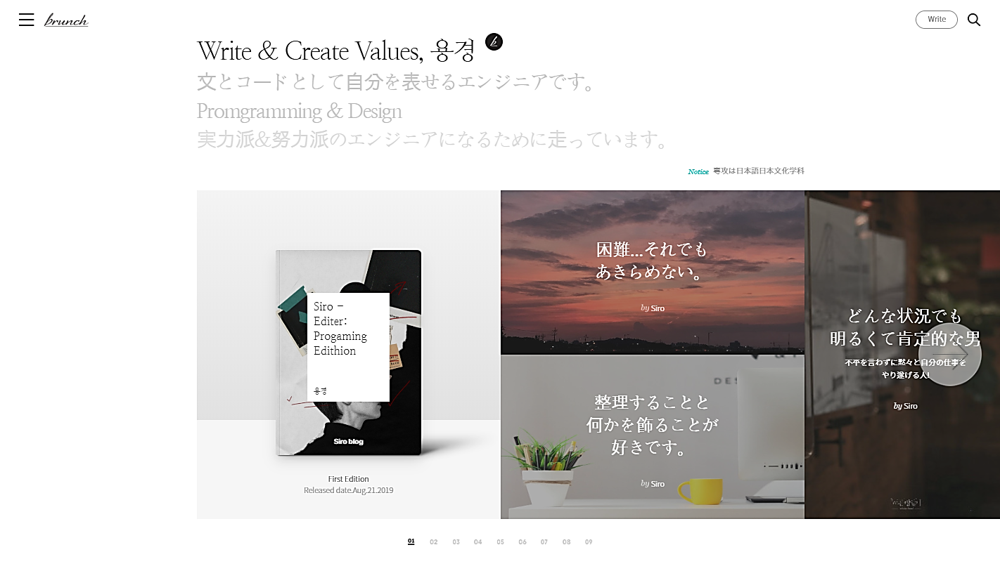 brunch
Write
Write & Create Values, 용경
b
文とコードとして自分を表せるエンジニアです。
Promgramming & Design
実力派&努力派のエンジニアになるために走っています。
Notice 専攻は日本語日本文化学科
Siro –
Editer:
Progaming
Edithion
용경
Siro blog
First Edition
Released date.Aug.21.2019
困難...それでも
あきらめない。
by Siro
DES
整理することと
何かを飾ることが
好きです。
by Siro
どんな状況でも
明るくて肯定的な男
不平を言わずに黙々と自分の仕事を
やり遂げる人!
by Siro
01 02 03 04 05 06 07 08 09